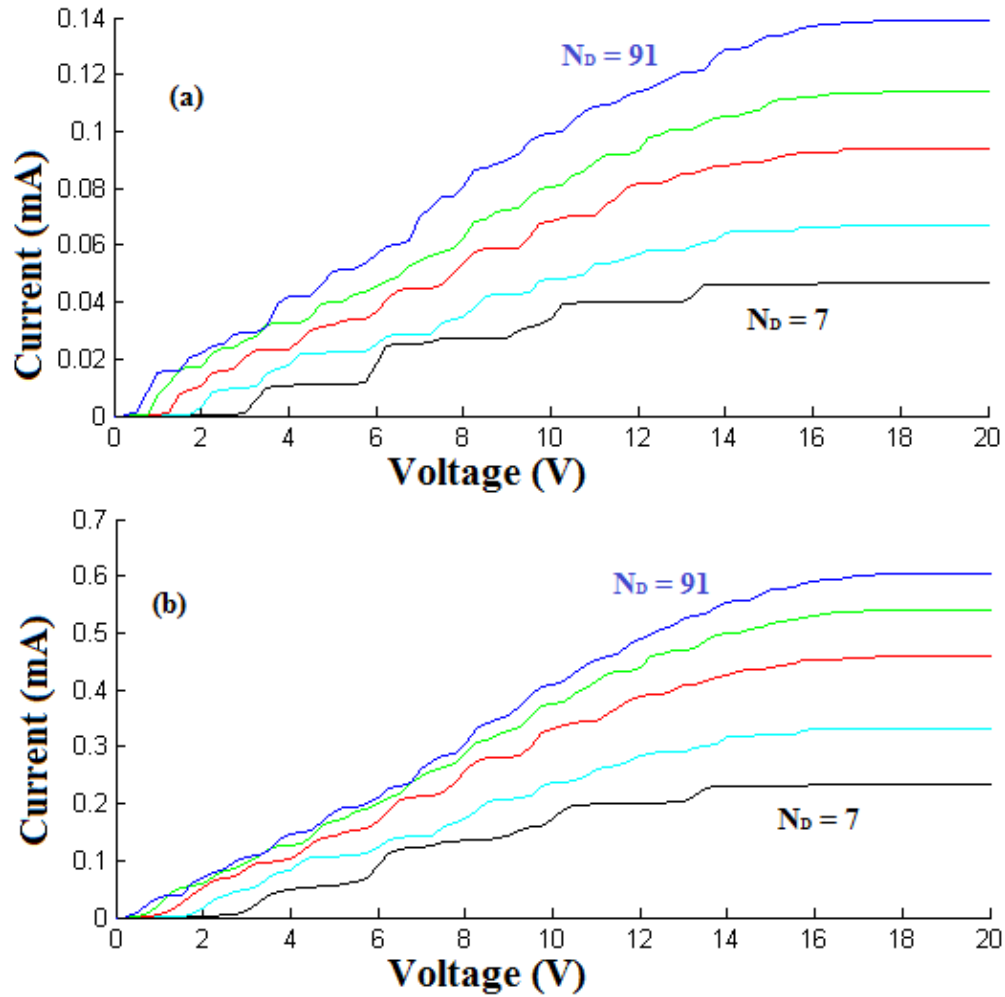 0.14
0.12
0.1
0.08
0.06
0.04
0.02
0
(a)
N_D = 91
N_D = 7
Current (mA)
0 2 4 6 8 10 12 14 16 18 20
Voltage (V)
0.7
0.6
0.5
0.4
0.3
0.2
0.1
0
(b)
N_D = 91
N_D = 7
Current (mA)
0 2 4 6 8 10 12 14 16 18 20
Voltage (V)